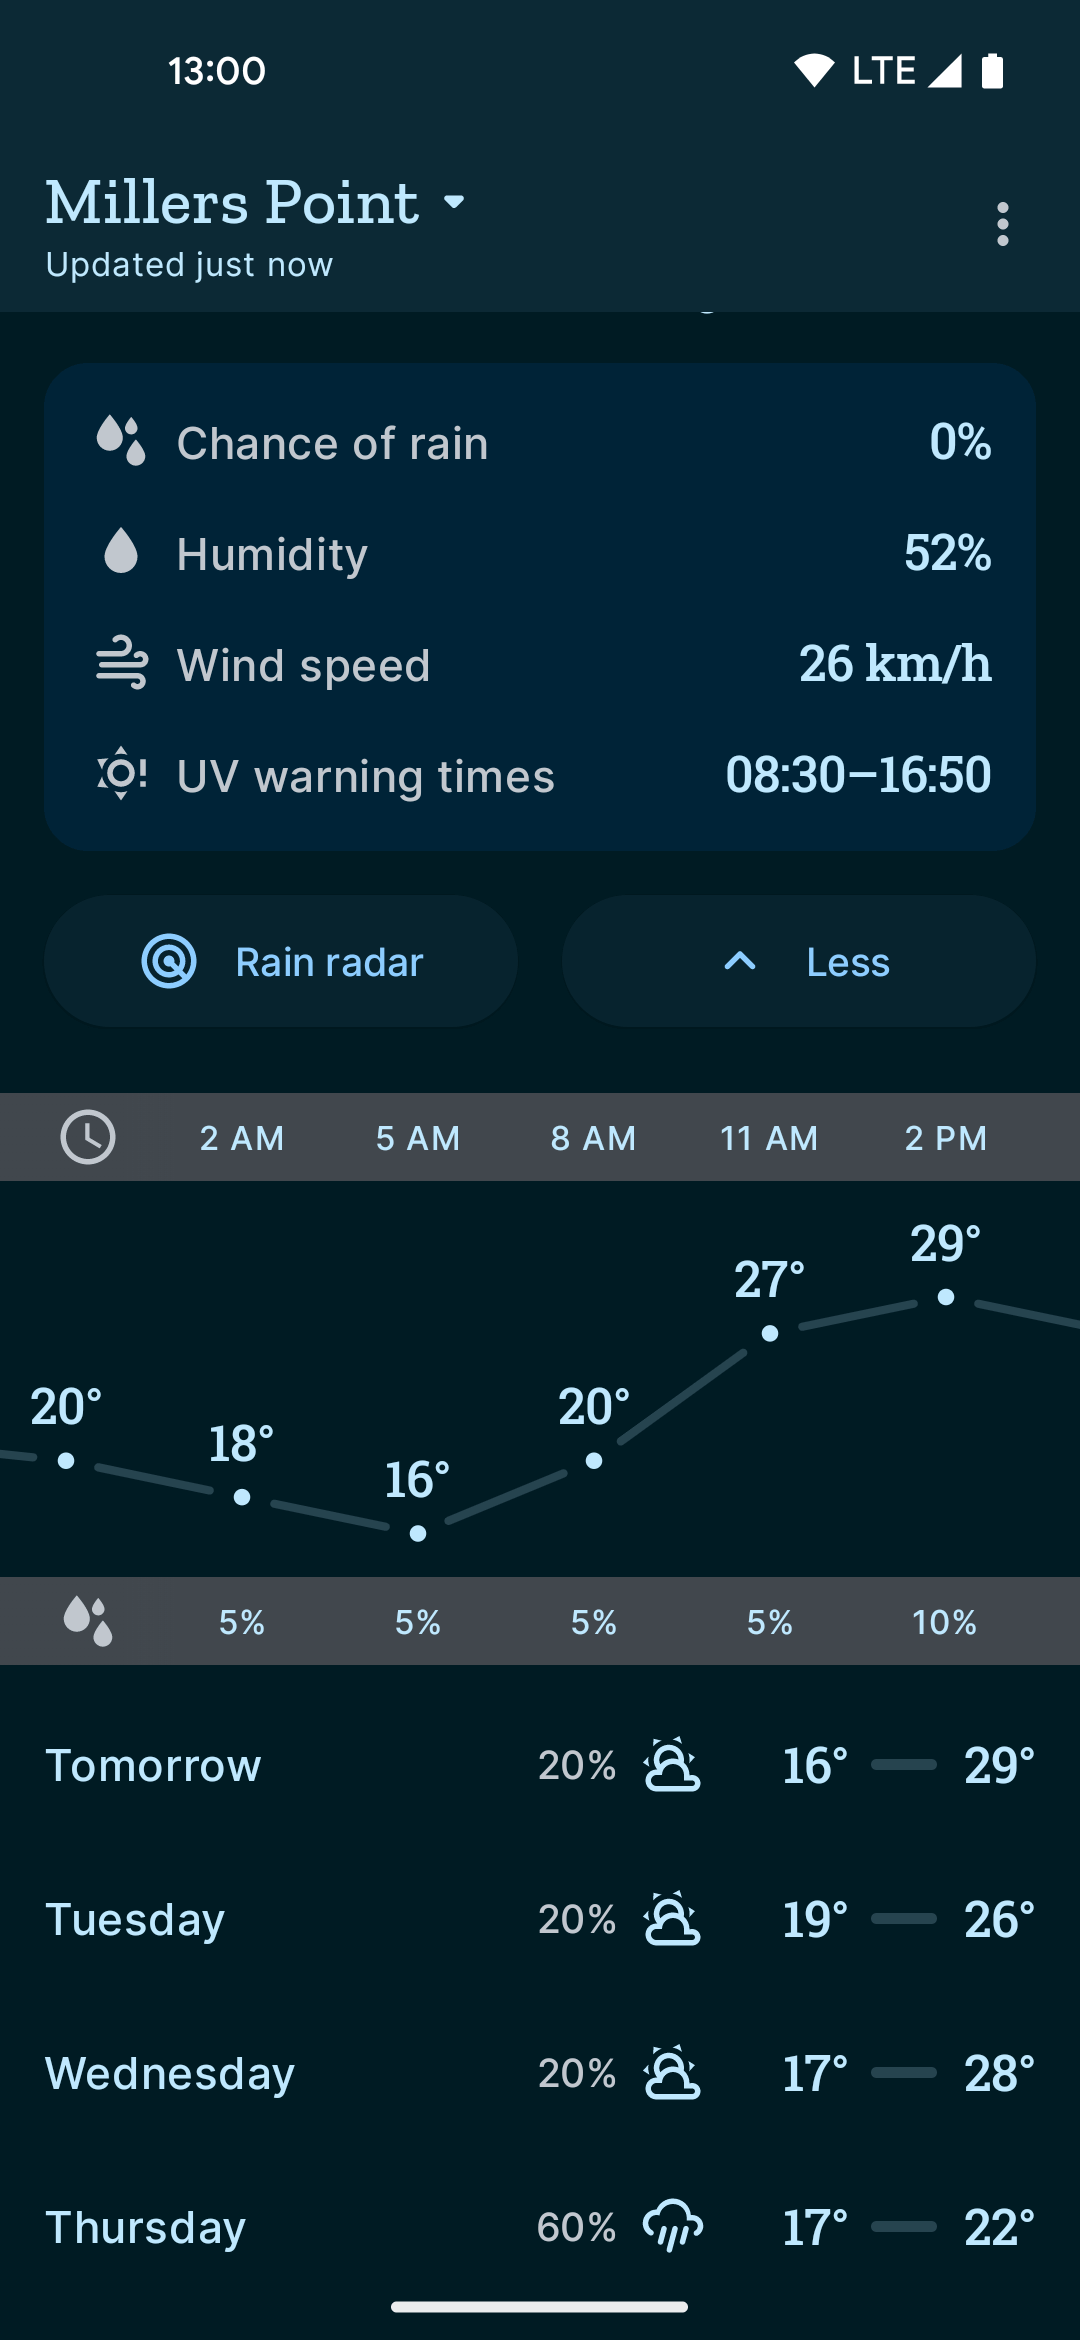 13:00 LTE
Millers Point
Updated just now
Chance of rain 0%
Humidity 52%
Wind speed 26 km/h
UV warning times 08:30–16:50
Rain radar Less
2 AM 5 AM 8 AM 11 AM 2 PM
20° 18° 16° 20° 27° 29°
5% 5% 5% 5% 10%
Tomorrow 20% 16° 29°
Tuesday 20% 19° 26°
Wednesday 20% 17° 28°
Thursday 60% 17° 22°